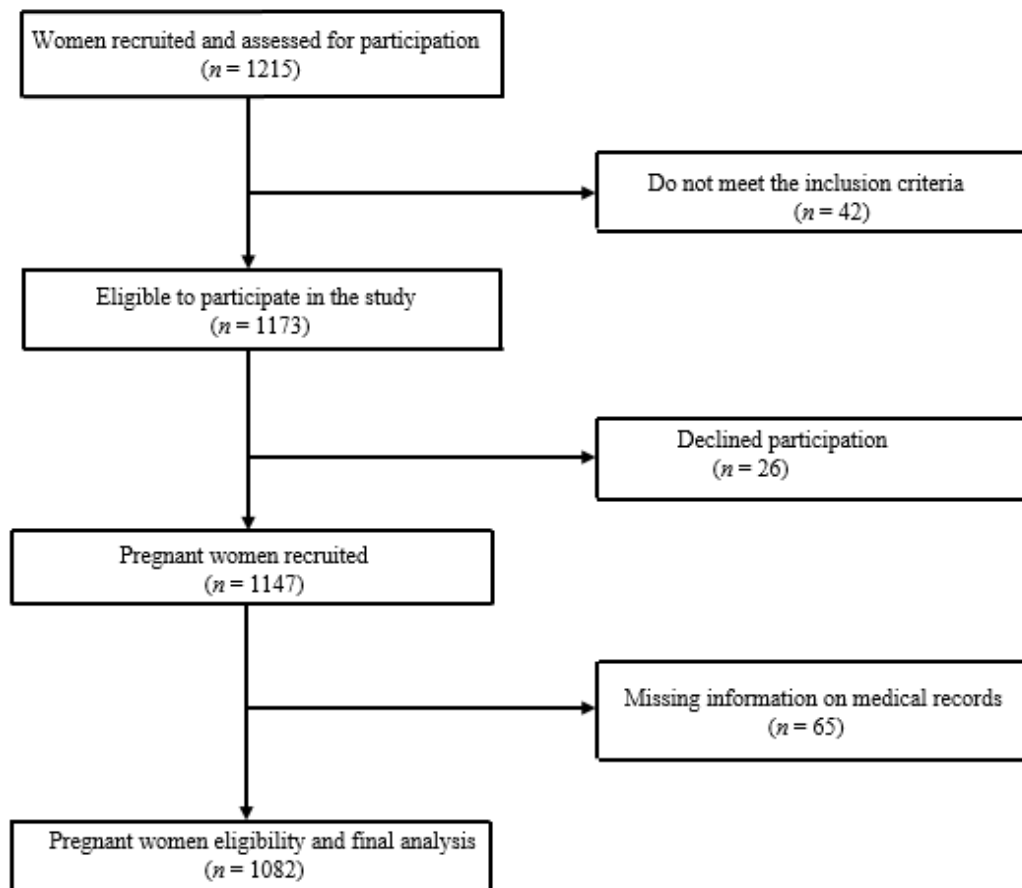 Women recruited and assessed for participation
(n = 1215)
Do not meet the inclusion criteria
(n = 42)
Eligible to participate in the study
(n = 1173)
Declined participation
(n = 26)
Pregnant women recruited
(n = 1147)
Missing information on medical records
(n = 65)
Pregnant women eligibility and final analysis
(n = 1082)